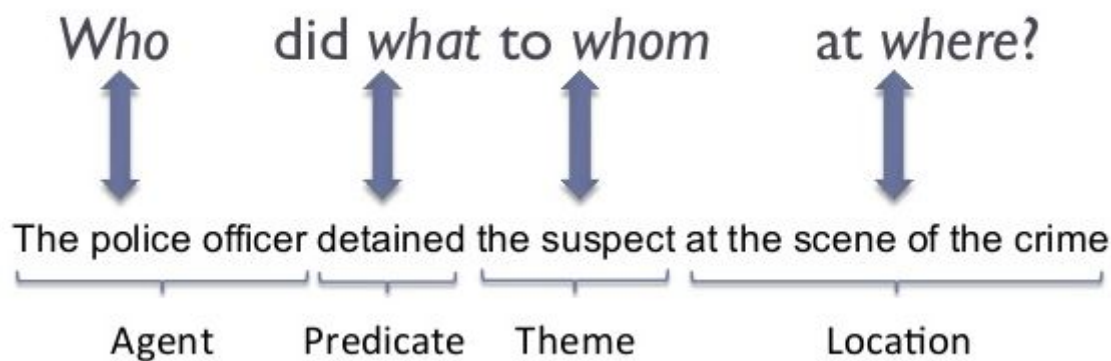 Who did what to whom at where?
The police officer detained the suspect at the scene of the crime
Agent Predicate Theme Location